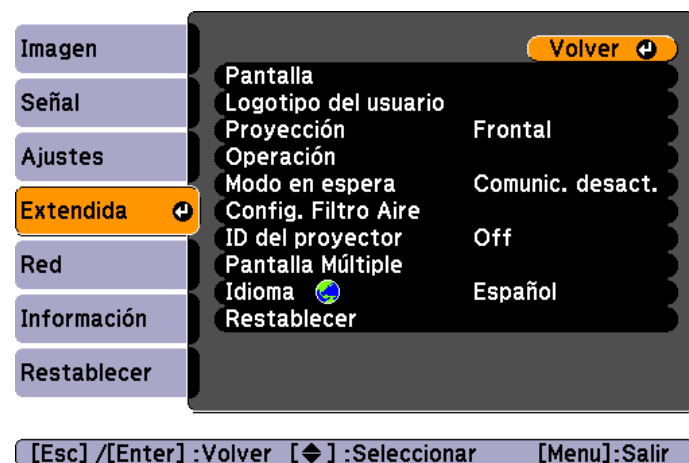 Imagen
Señal
Ajustes
Extendida
Red
Información
Restablecer
Volver
Pantalla
Logotipo del usuario
Proyección Frontal
Operación
Modo en espera Comunic. desact.
Config. Filtro Aire
ID del proyector Off
Pantalla Múltiple
Idioma Español
Restablecer
[Esc] /[Enter] :Volver [◆] :Seleccionar [Menu]:Salir